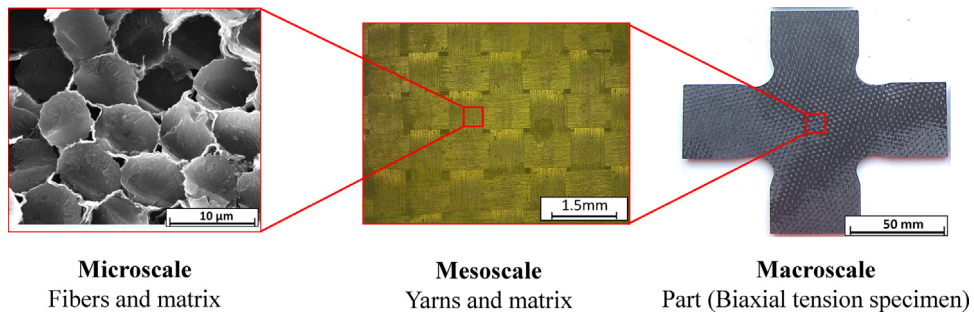 10 µm
1.5mm
50 mm
Microscale
Fibers and matrix
Mesoscale
Yarns and matrix
Macroscale
Part (Biaxial tension specimen)